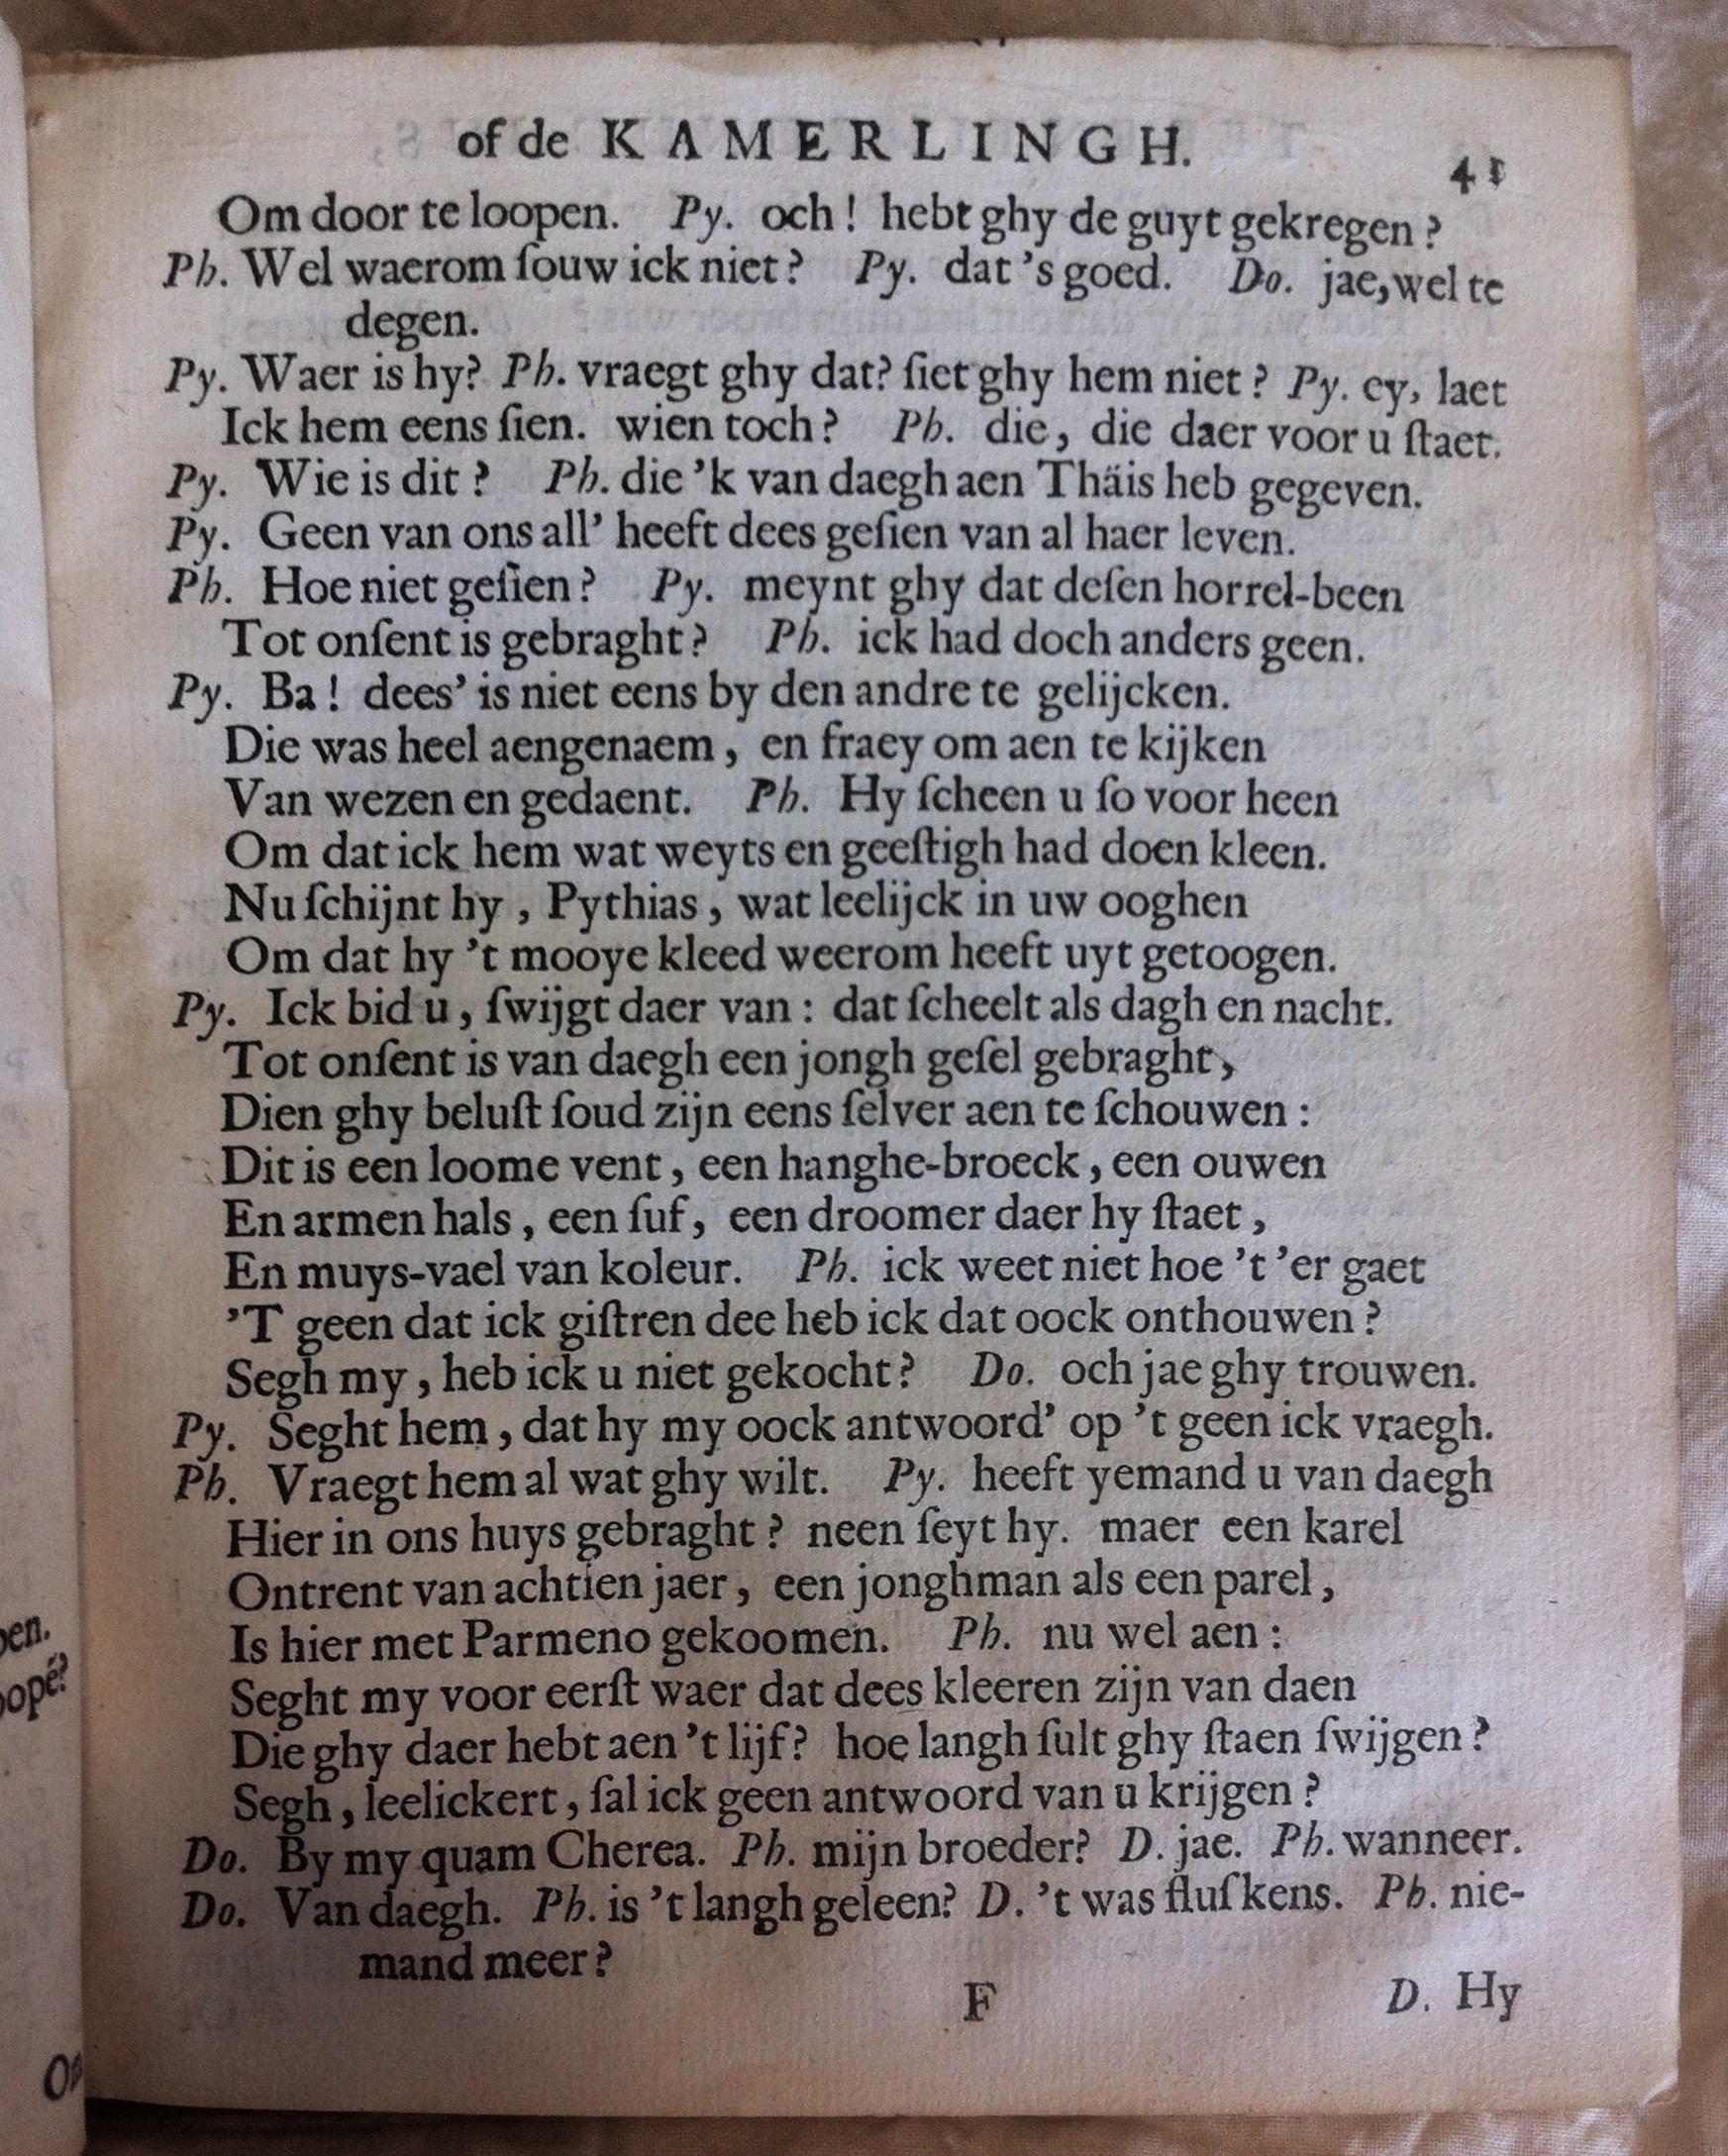 of de KAMERLINGH. 41
Om door te loopen. Py. och! hebt ghy de guyt gekregen?
Ph. Wel waerom ſouw ick niet? Py. dat 's goed. Do. jae, wel te
degen.
Py. Waer is hy? Ph. vraegt ghy dat? ſiet ghy hem niet? Py. ey, laet
Ick hem eens ſien. wien toch? Ph. die, die daer voor u ſtaet.
Py. Wie is dit? Ph. die 'k van daegh aen Thäis heb gegeven.
Py. Geen van ons all' heeft dees geſien van al haer leven.
Ph. Hoe niet geſien? Py. meynt ghy dat deſen horrel-been
Tot onſent is gebraght? Ph. ick had doch anders geen.
Py. Ba! dees' is niet eens by den andre te gelijcken.
Die was heel aengenaem, en fraey om aen te kijken
Van wezen en gedaent. Ph. Hy ſcheen u ſo voor heen
Om dat ick hem wat weyts en geeſtigh had doen kleen.
Nu ſchijnt hy, Pythias, wat leelijck in uw ooghen
Om dat hy 't mooye kleed weerom heeft uyt getoogen.
Py. Ick bid u, ſwijgt daer van: dat ſcheelt als dagh en nacht.
Tot onſent is van daegh een jongh geſel gebraght,
Dien ghy beluſt ſoud zijn eens ſelver aen te ſchouwen:
Dit is een loome vent, een hanghe-broeck, een ouwen
En armen hals, een ſuf, een droomer daer hy ſtaet,
En muys-vael van koleur. Ph. ick weet niet hoe 't 'er gaet
'T geen dat ick giſtren dee heb ick dat oock onthouwen?
Segh my, heb ick u niet gekocht? Do. och jae ghy trouwen.
Py. Seght hem, dat hy my oock antwoord' op 't geen ick vraegh.
Ph. Vraegt hem al wat ghy wilt. Py. heeft yemand u van daegh
Hier in ons huys gebraght? neen ſeyt hy. maer een karel
Ontrent van achtien jaer, een jonghman als een parel,
Is hier met Parmeno gekoomen. Ph. nu wel aen:
Seght my voor eerſt waer dat dees kleeren zijn van daen
Die ghy daer hebt aen 't lijf? hoe langh ſult ghy ſtaen ſwijgen?
Segh, leelickert, ſal ick geen antwoord van u krijgen?
Do. By my quam Cherea. Ph. mijn broeder? D. jae. Ph. wanneer.
Do. Van daegh. Ph. is 't langh geleen? D. 't was fluſkens. Ph. nie-
mand meer?
F D. Hy